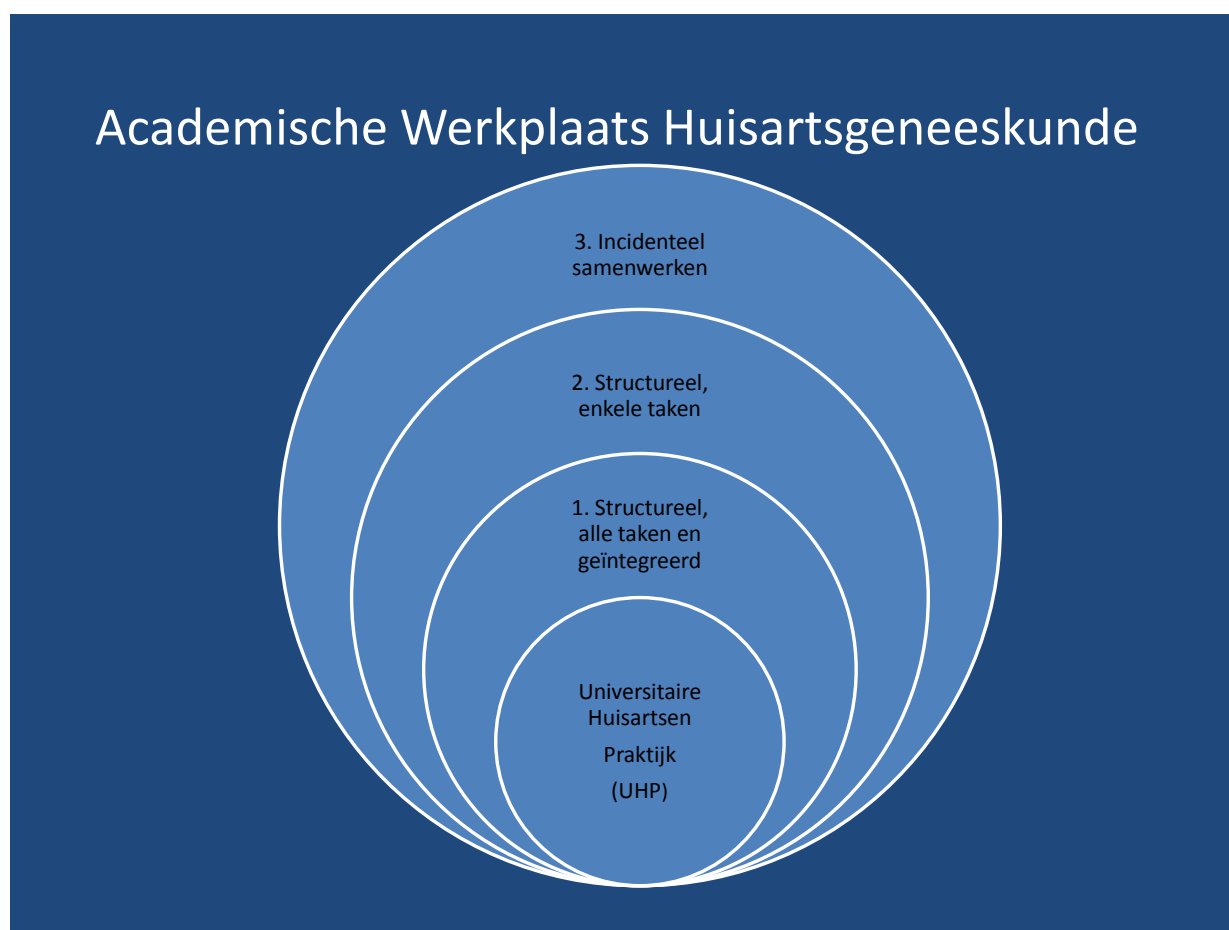 Academische Werkplaats Huisartsgeneeskunde
3. Incidenteel
samenwerken
2. Structureel,
enkele taken
1. Structureel,
alle taken en
geïntegreerd
Universitaire
Huisartsen
Praktijk
(UHP)